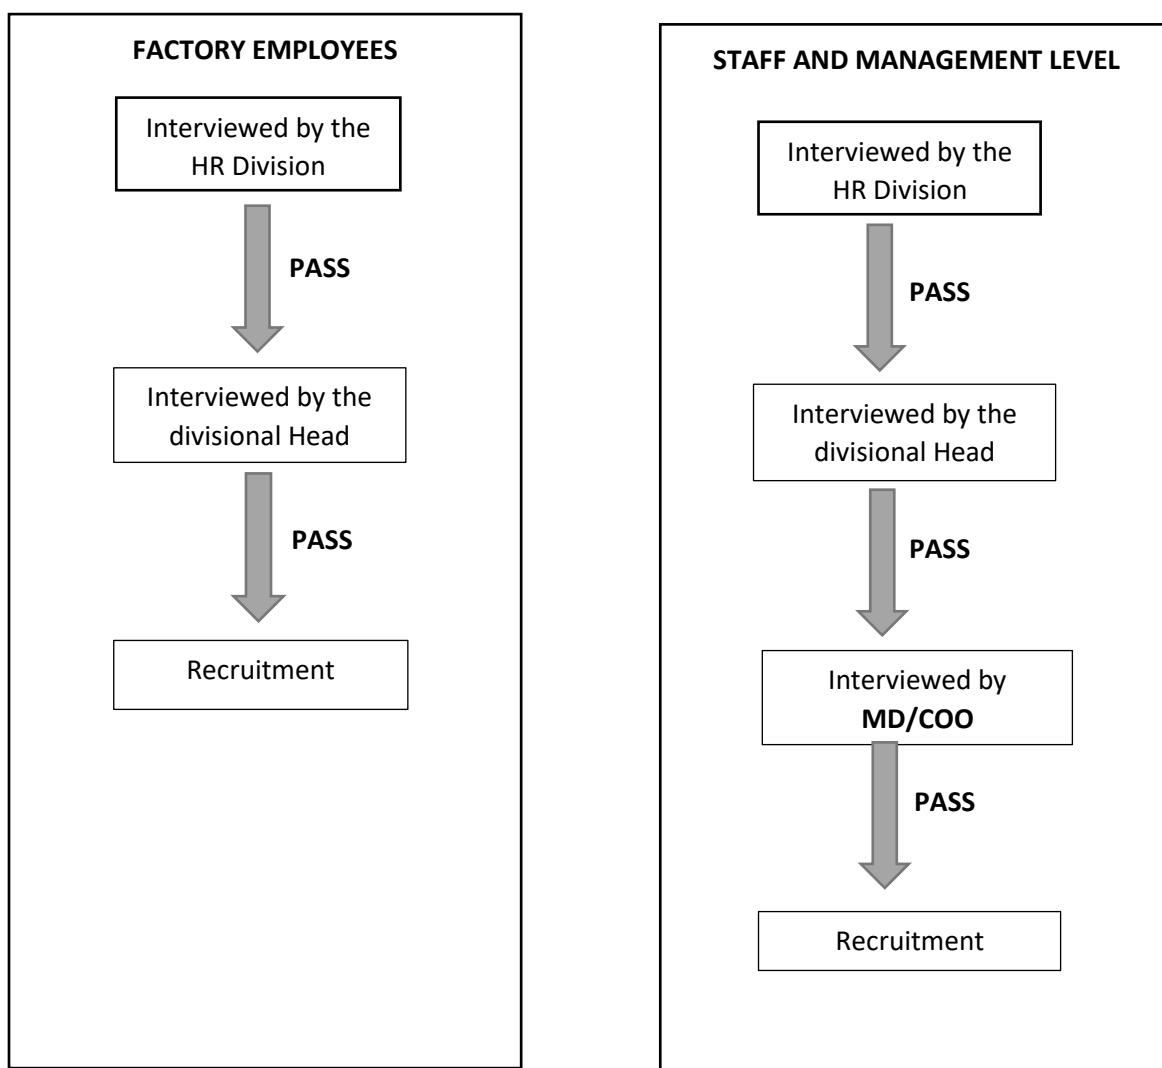 FACTORY EMPLOYEES
Interviewed by the
HR Division
PASS
Interviewed by the
divisional Head
PASS
Recruitment
STAFF AND MANAGEMENT LEVEL
Interviewed by the
HR Division
PASS
Interviewed by the
divisional Head
PASS
Interviewed by
MD/COO
PASS
Recruitment